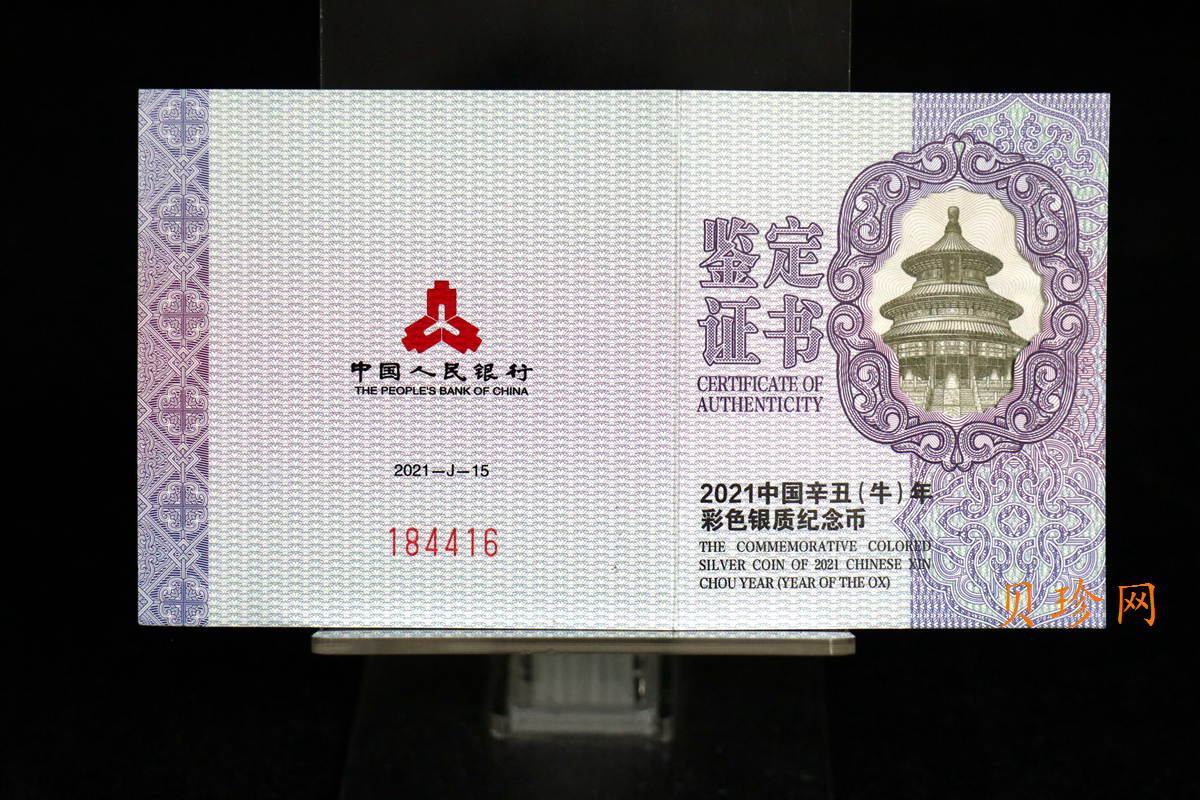 中国人民银行
THE PEOPLE'S BANK OF CHINA
2021—J—15
184416
鉴定
证书
CERTIFICATE OF
AUTHENTICITY
2021中国辛丑(牛)年
彩色银质纪念币
THE COMMEMORATIVE COLORED
SILVER COIN OF 2021 CHINESE XIN
CHOU YEAR (YEAR OF THE OX)
贝珍网